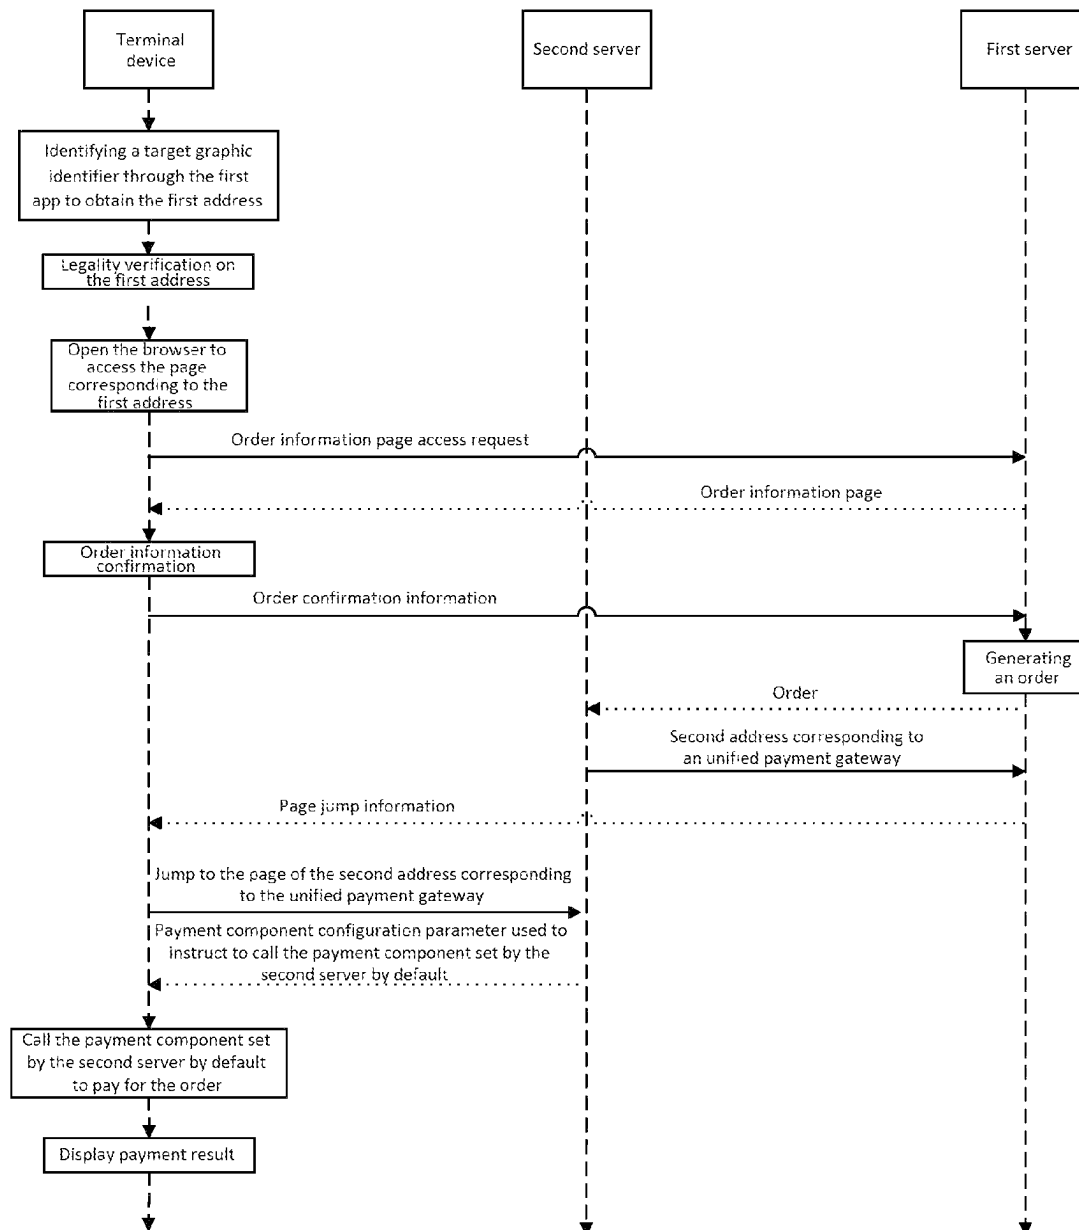 Terminal
device
Second server
First server
Identifying a target graphic
identifier through the first
app to obtain the first address
Legality verification on
the first address
Open the browser to
access the page
corresponding to the
first address
Order information page access request
Order information page
Order information
confirmation
Order confirmation information
Generating
an order
Order
Second address corresponding to
an unified payment gateway
Page jump information
Jump to the page of the second address corresponding
to the unified payment gateway
Payment component configuration parameter used to
instruct to call the payment component set by the
second server by default
Call the payment component set
by the second server by default
to pay for the order
Display payment result